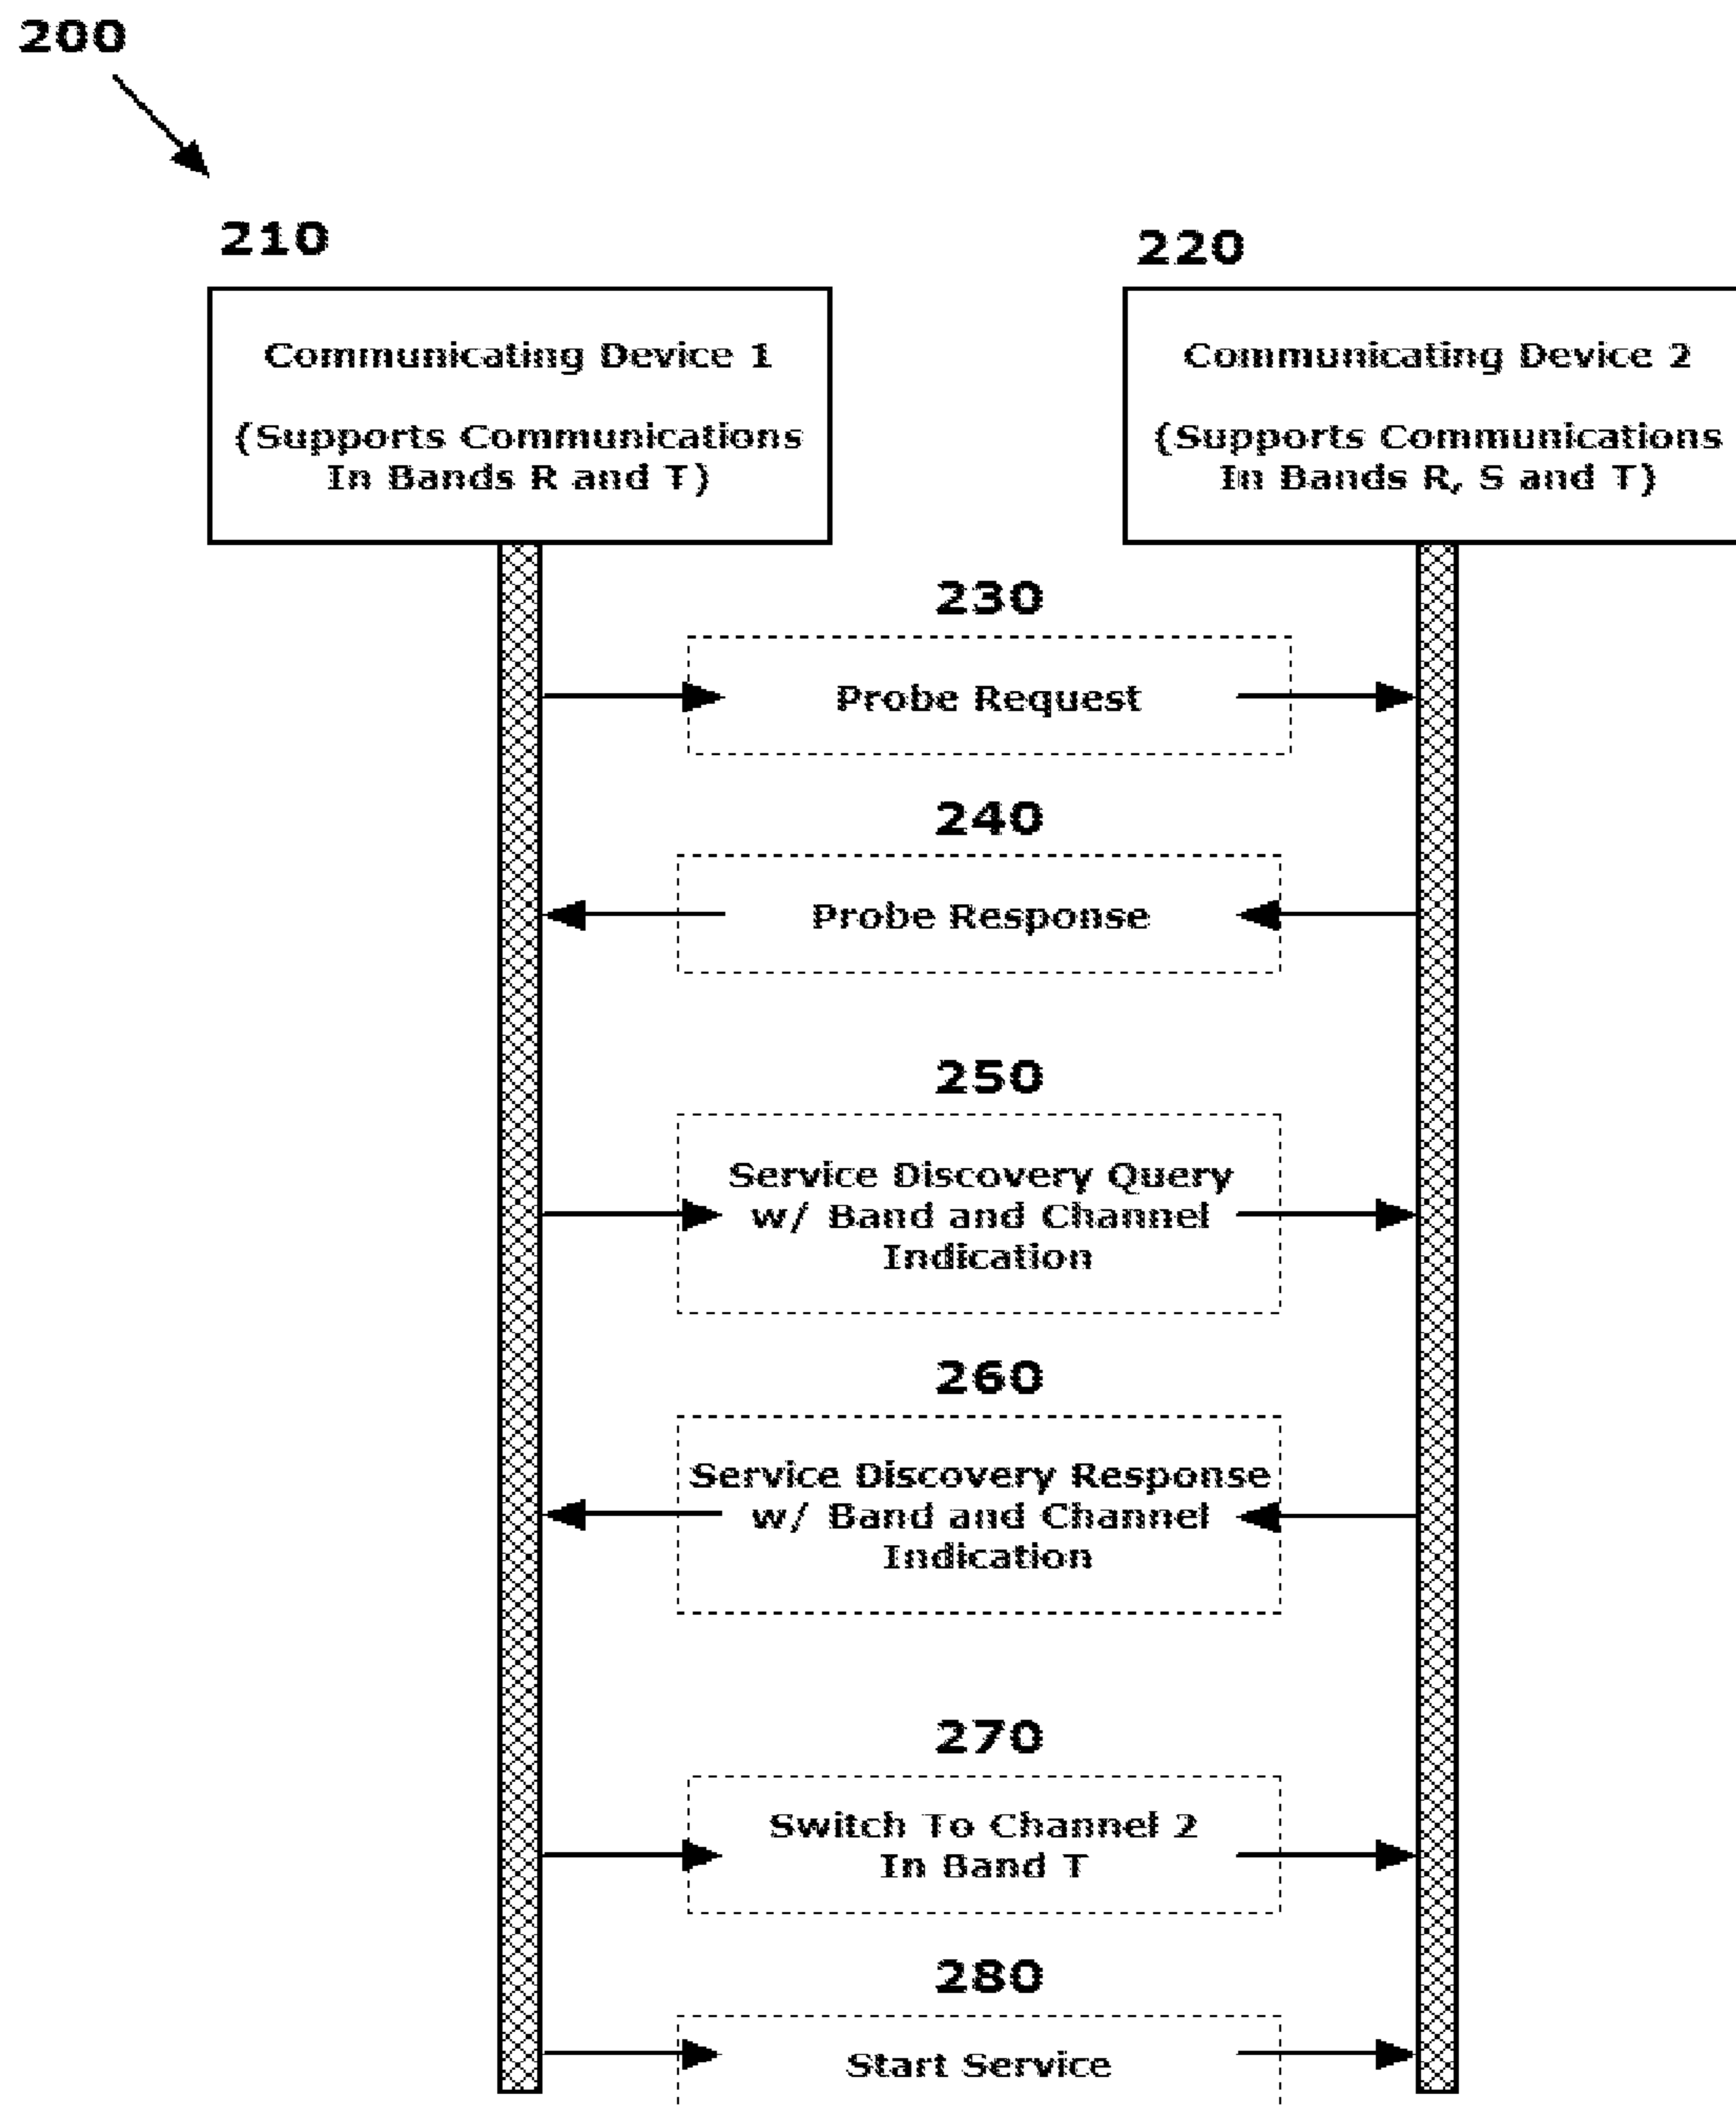 200
210
220
Communicating Device 1
(Supports Communications
In Bands R and T)
Communicating Device 2
(Supports Communications
In Bands R, S and T)
230
Probe Request
240
Probe Response
250
Service Discovery Query
w/ Band and Channel
Indication
260
Service Discovery Response
w/ Band and Channel
Indication
270
Switch To Channel 2
In Band T
280
Start Service